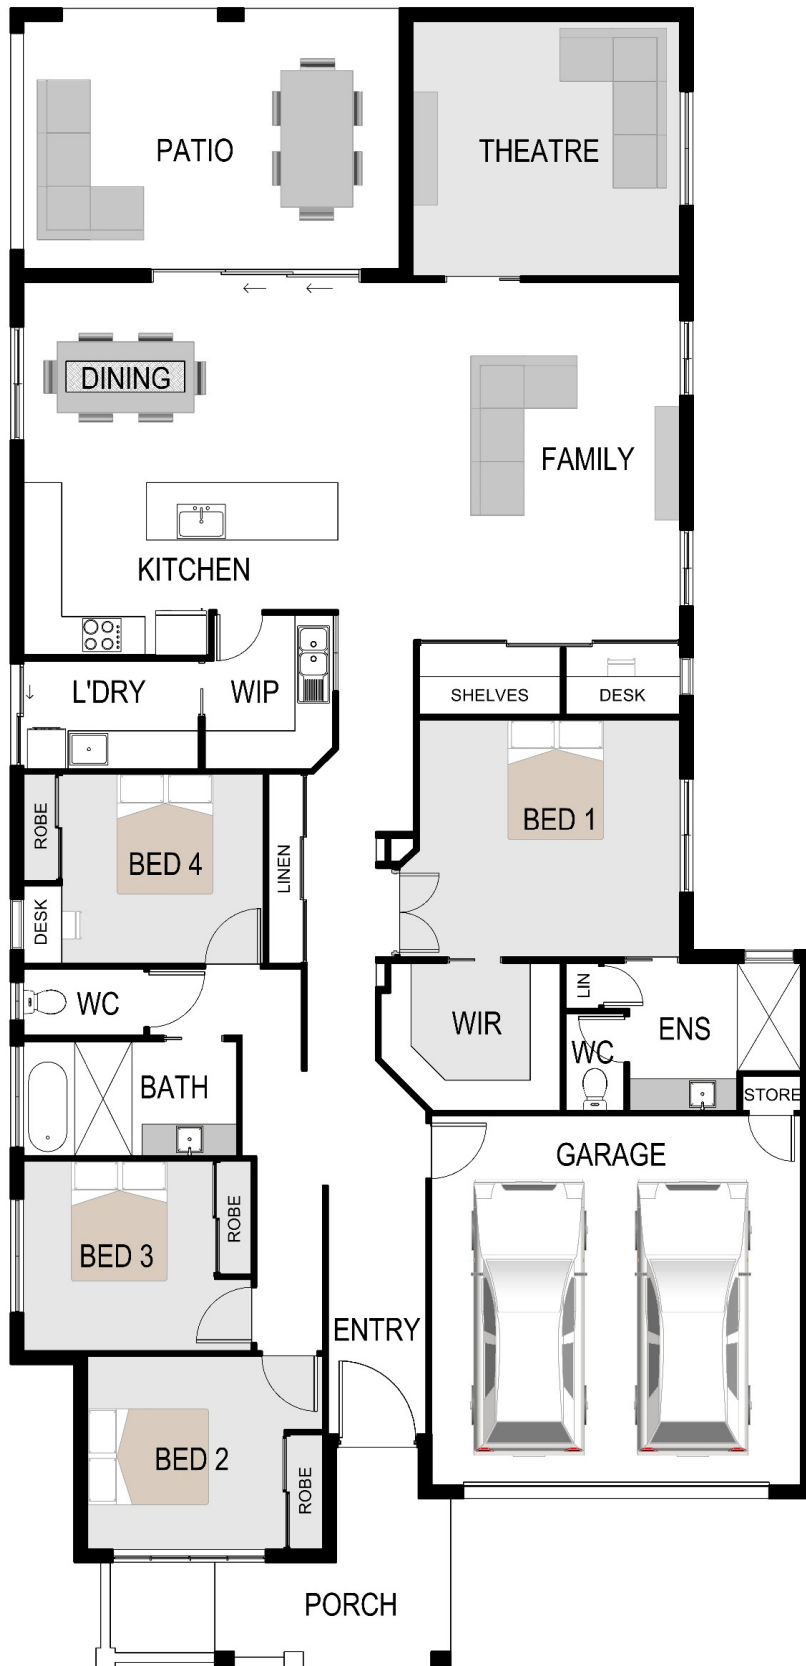 PATIO
THEATRE
DINING
FAMILY
KITCHEN
L'DRY
WIP
SHELVES
DESK
ROBE
BED 4
LINEN
BED 1
DESK
WC
LIN
WIR
WC
ENS
BATH
STORE
GARAGE
BED 3
ROBE
ENTRY
BED 2
ROBE
PORCH